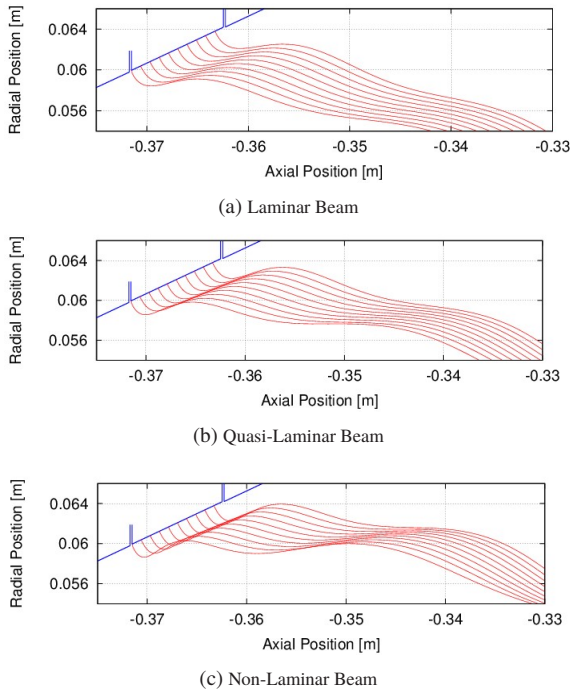 (a)
Radial Position [m]
0.064
0.06
0.056
-0.37
-0.36
-0.35
-0.34
-0.33
Axial Position [m]
(a) Laminar Beam
(b)
Radial Position [m]
0.064
0.06
0.056
-0.37
-0.36
-0.35
-0.34
-0.33
Axial Position [m]
(b) Quasi-Laminar Beam
(c)
Radial Position [m]
0.064
0.06
0.056
-0.37
-0.36
-0.35
-0.34
-0.33
Axial Position [m]
(c) Non-Laminar Beam